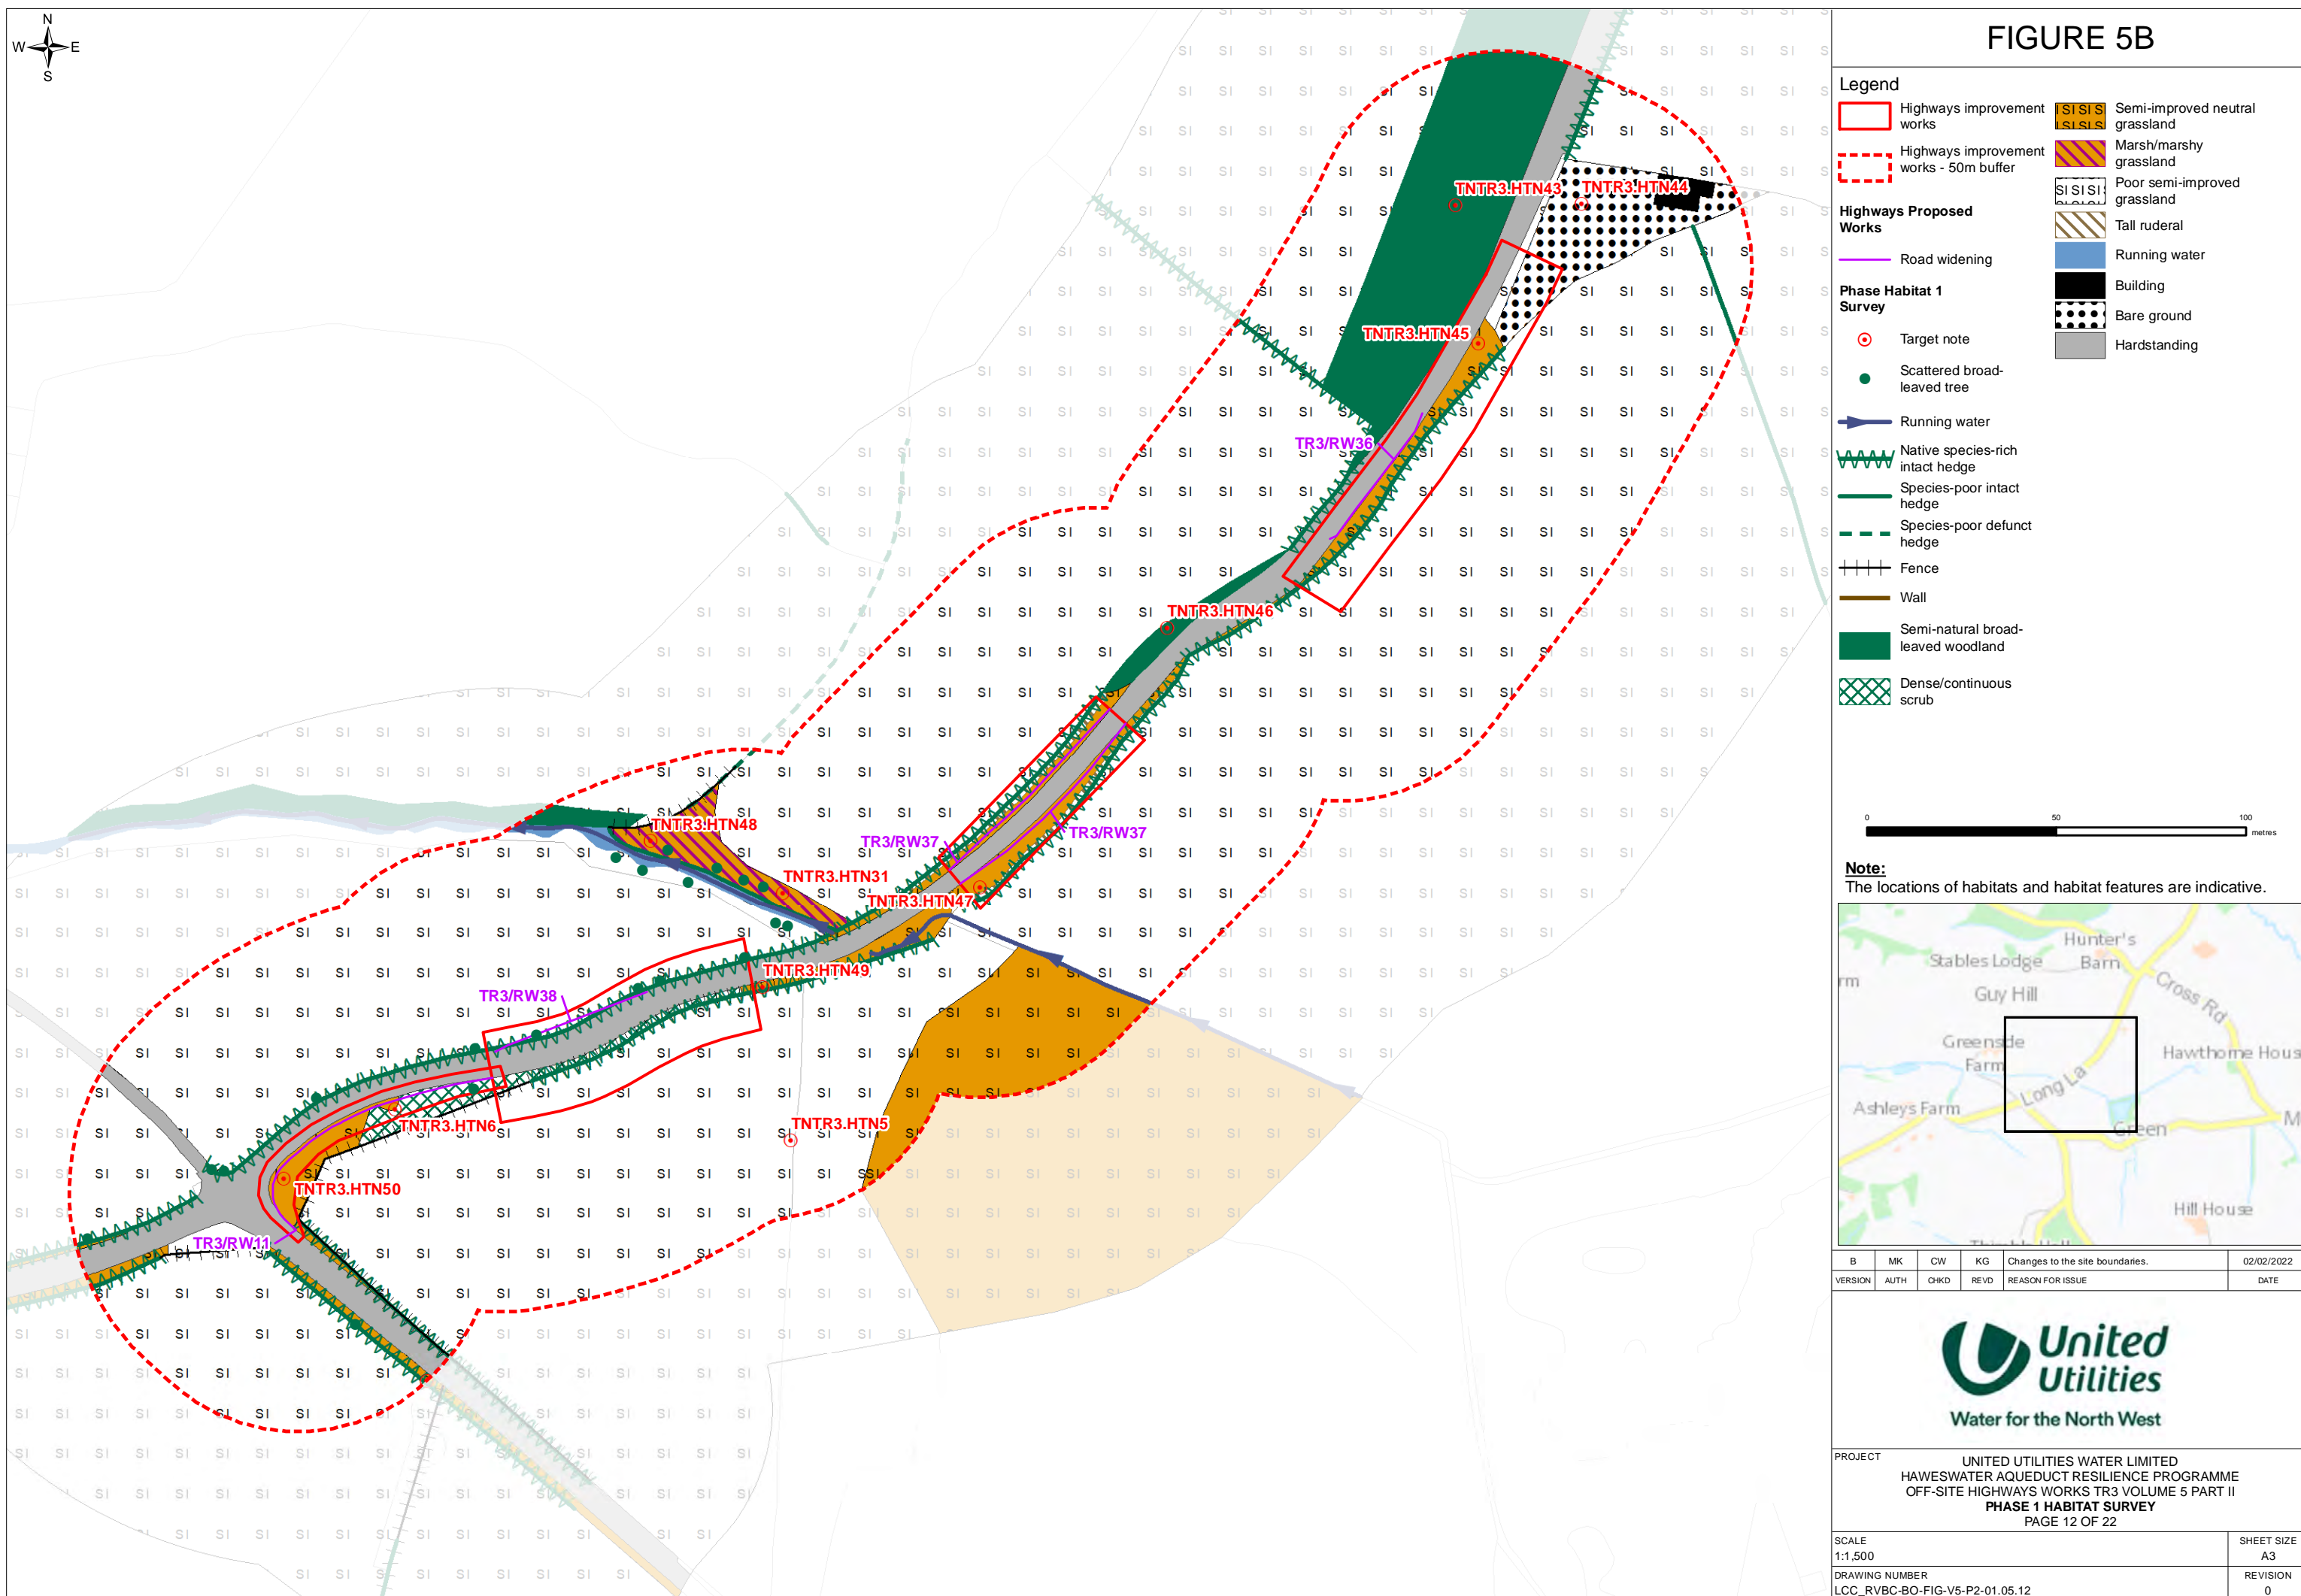 N
W E
S
TNTR3.HTN43
TNTR3.HTN44
TNTR3.HTN45
TR3/RW36
TNTR3.HTN46
TNTR3.HTN48
TR3/RW37
TR3/RW37
TNTR3.HTN31
TNTR3.HTN47
TNTR3.HTN49
TR3/RW38
TNTR3.HTN6
TNTR3.HTN5
TNTR3.HTN50
TR3/RW11
FIGURE 5B
Legend
Highways improvement
works
Highways improvement
works - 50m buffer
Highways Proposed
Works
Road widening
Phase Habitat 1
Survey
Target note
Scattered broad-
leaved tree
Running water
Native species-rich
intact hedge
Species-poor intact
hedge
Species-poor defunct
hedge
Fence
Wall
Semi-natural broad-
leaved woodland
Dense/continuous
scrub
Semi-improved neutral
grassland
Marsh/marshy
grassland
SI SI SI
Poor semi-improved
grassland
Tall ruderal
Running water
Building
Bare ground
Hardstanding
0 50 100
metres
Note:
The locations of habitats and habitat features are indicative.
Hunter's
Barn
Stables Lodge
Cross Rd
Guy Hill
Greenside
Farm
Hawthorne Hous
Long La
Ashleys Farm
Green
Hill House
B MK CW KG Changes to the site boundaries. 02/02/2022
VERSION AUTH CHKD REVD REASON FOR ISSUE DATE
United
Utilities
Water for the North West
PROJECT
UNITED UTILITIES WATER LIMITED
HAWESWATER AQUEDUCT RESILIENCE PROGRAMME
OFF-SITE HIGHWAYS WORKS TR3 VOLUME 5 PART II
PHASE 1 HABITAT SURVEY
PAGE 12 OF 22
SCALE
1:1,500
SHEET SIZE
A3
DRAWING NUMBER
LCC_RVBC-BO-FIG-V5-P2-01.05.12
REVISION
0